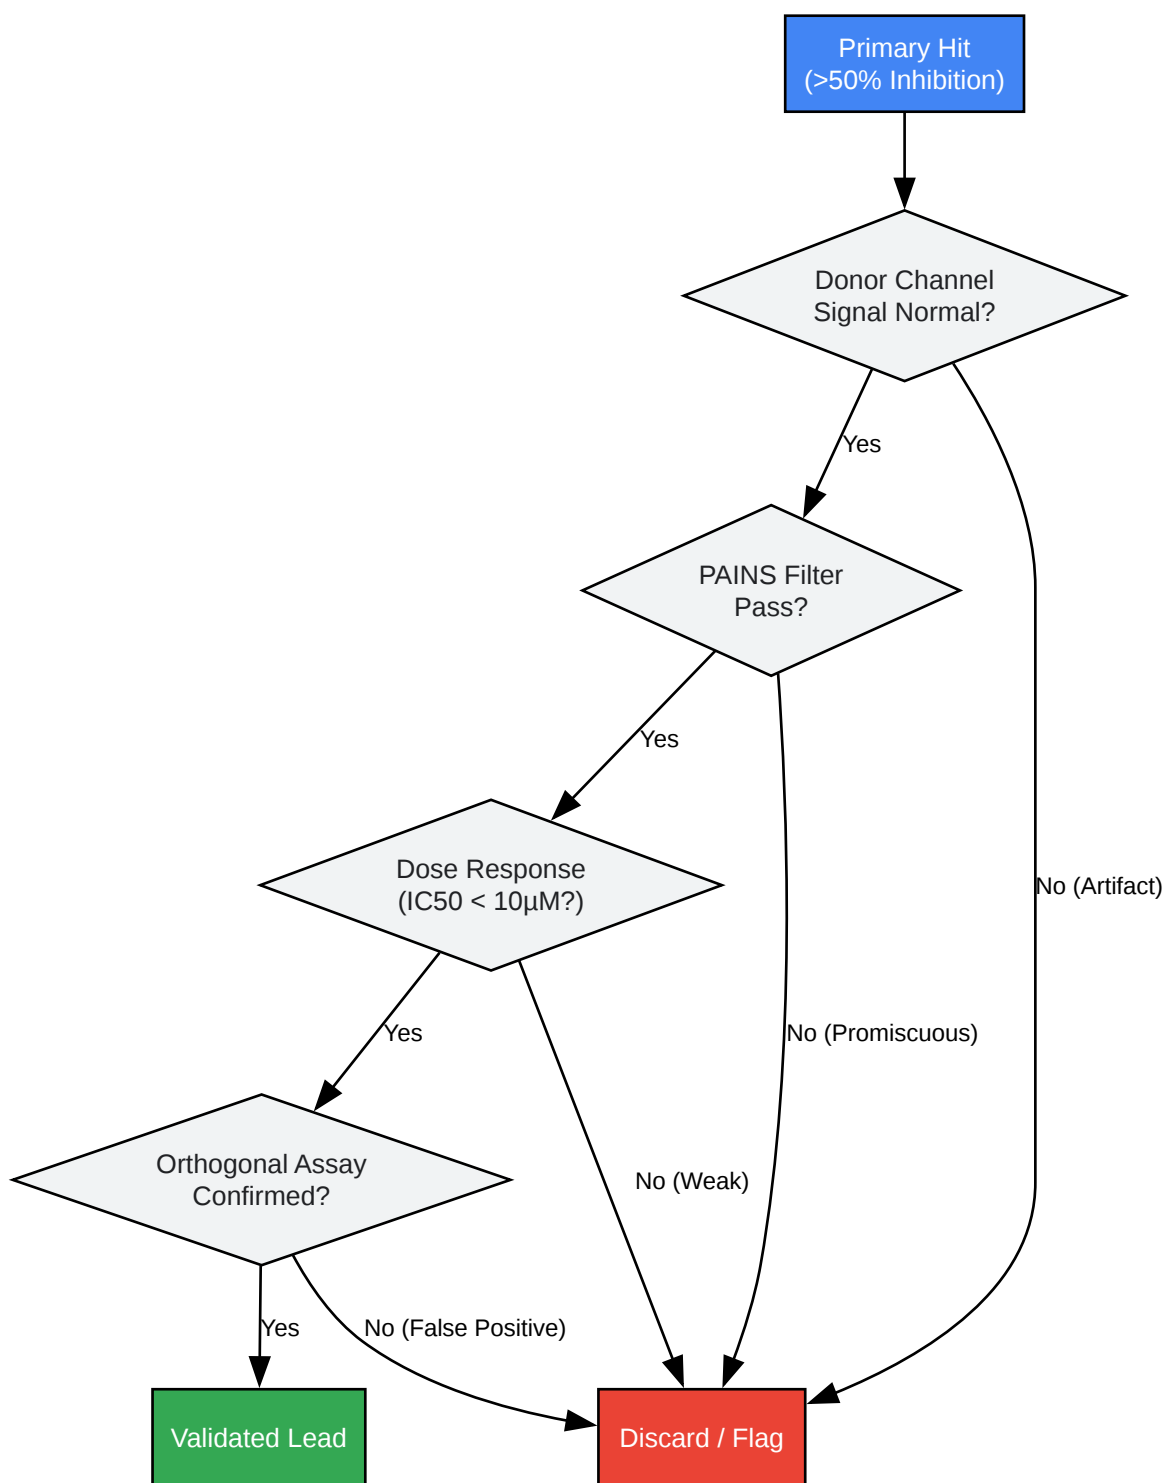 Primary Hit
(>50% Inhibition)
Donor Channel
Signal Normal?
Yes
PAINS Filter
Pass?
Yes
Dose Response
(IC50 < 10µM?)
No (Artifact)
Yes
No (Promiscuous)
Orthogonal Assay
Confirmed?
No (Weak)
Yes
No (False Positive)
Validated Lead
Discard / Flag